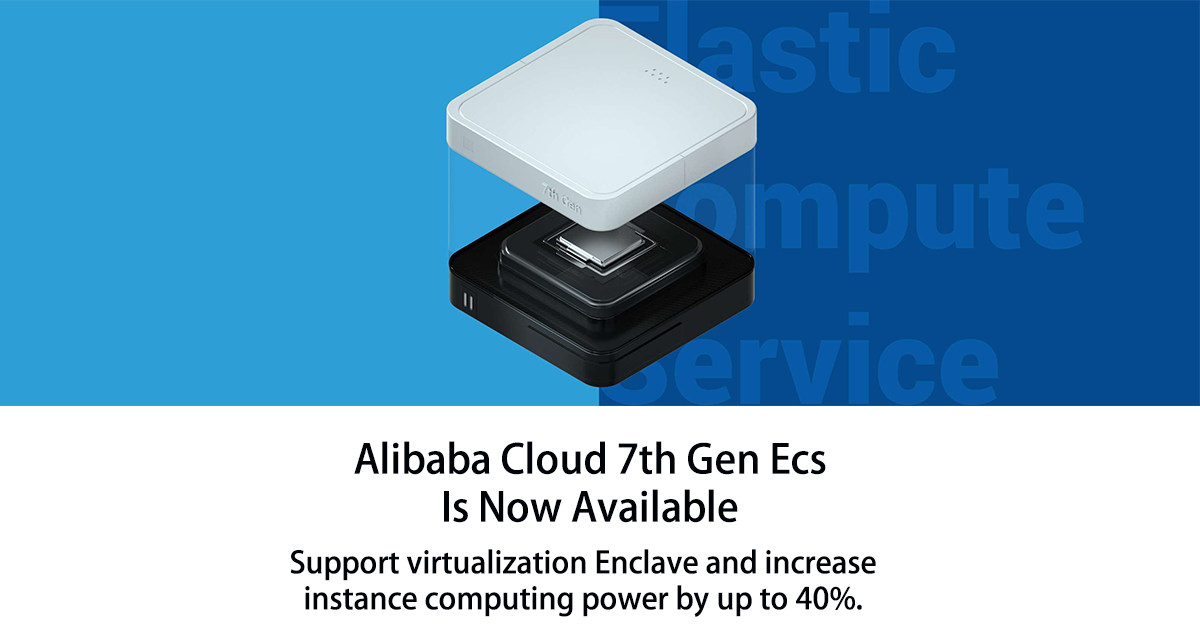 Elastic
Compute
Service
7th Gen
Alibaba Cloud 7th Gen Ecs
Is Now Available
Support virtualization Enclave and increase
instance computing power by up to 40%.